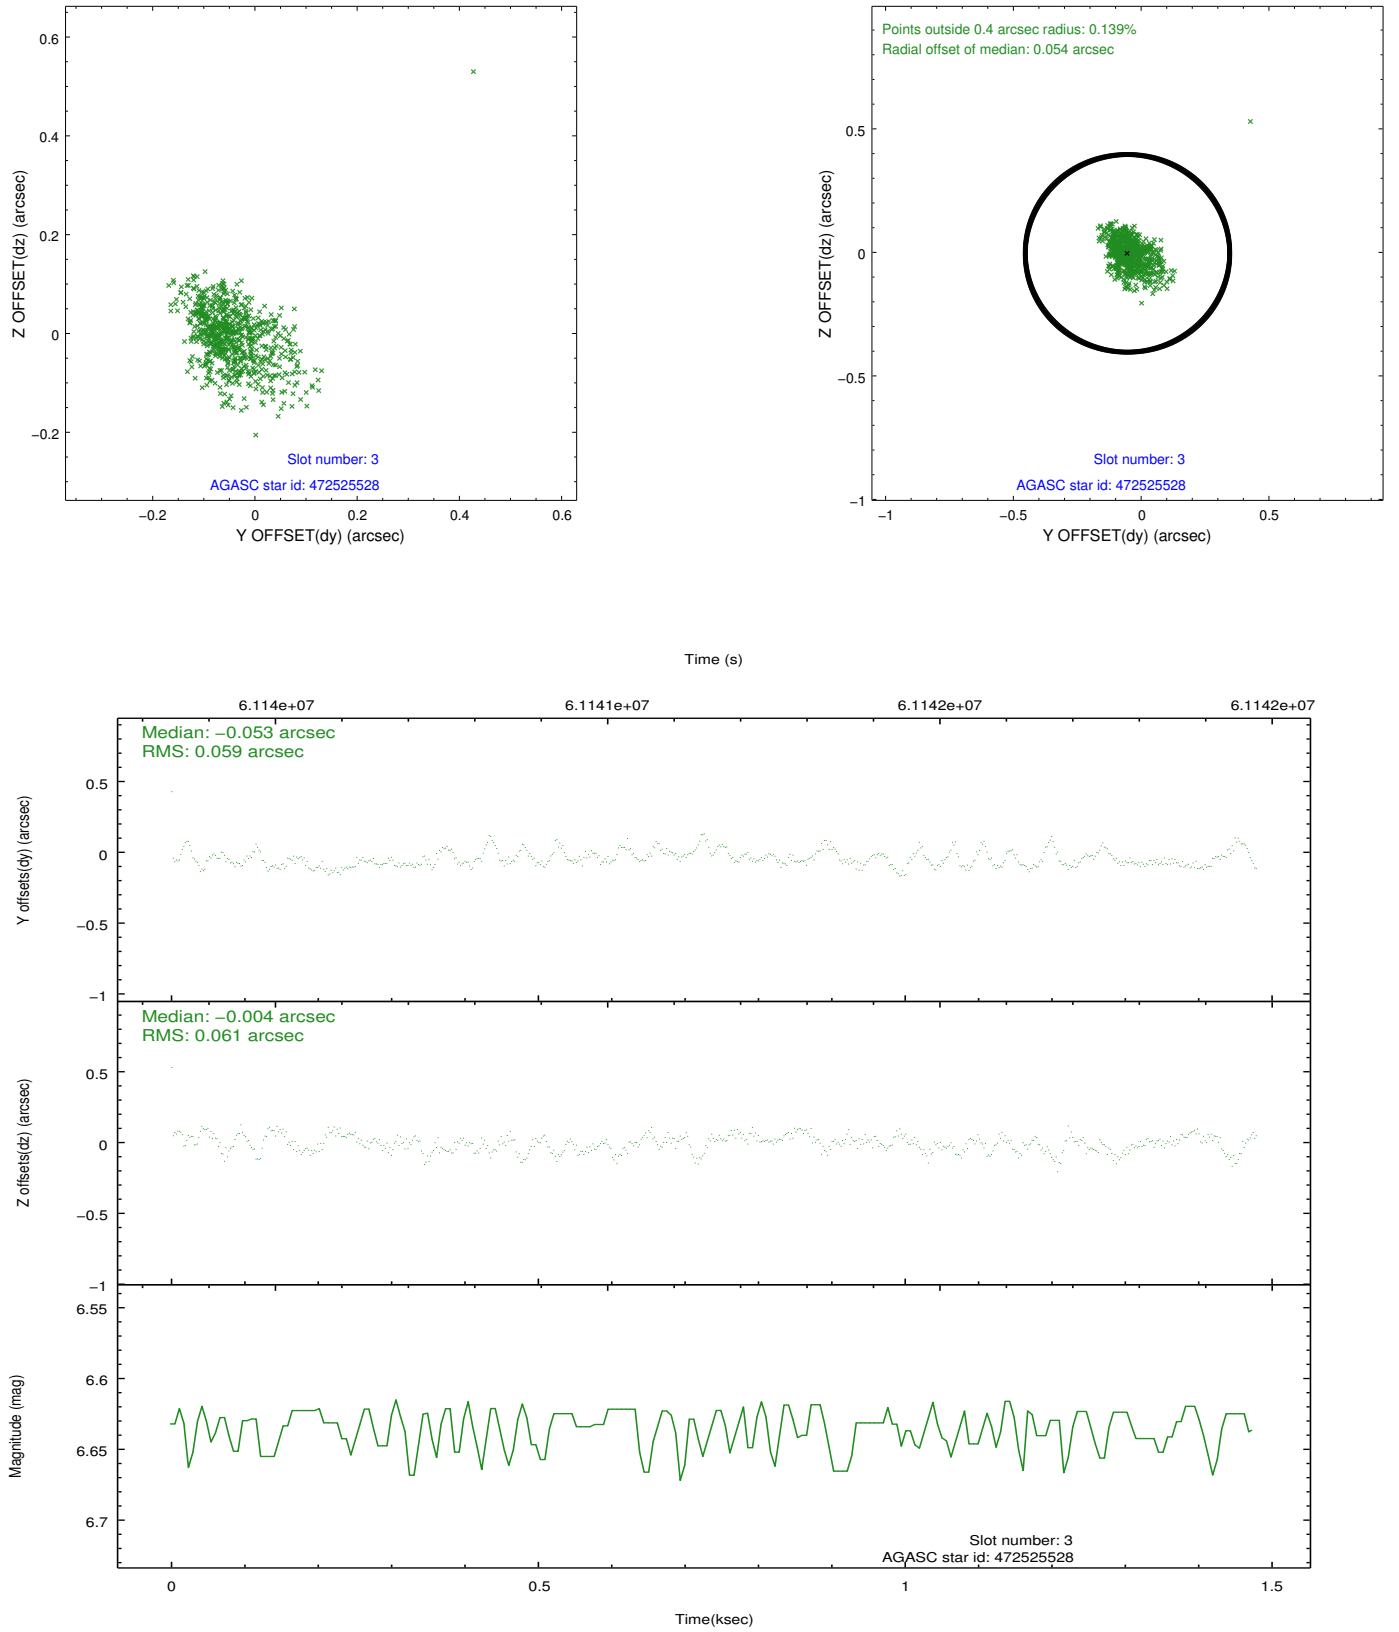 0.6
0.4
0.2
0
−0.2
Z OFFSET(dz) (arcsec)
Slot number: 3
AGASC star id: 472525528
−0.2 0 0.2 0.4 0.6
Y OFFSET(dy) (arcsec)
Points outside 0.4 arcsec radius: 0.139%
Radial offset of median: 0.054 arcsec
0.5
0
−0.5
−1
Z OFFSET(dz) (arcsec)
Slot number: 3
AGASC star id: 472525528
−1 −0.5 0 0.5
Y OFFSET(dy) (arcsec)
Time (s)
6.114e+07 6.1141e+07 6.1142e+07 6.1142e+07
Median: −0.053 arcsec
RMS: 0.059 arcsec
0.5
0
−0.5
−1
Y offsets(dy) (arcsec)
Median: −0.004 arcsec
RMS: 0.061 arcsec
0.5
0
−0.5
−1
Z offsets(dz) (arcsec)
6.55
6.6
6.65
6.7
Magnitude (mag)
Slot number: 3
AGASC star id: 472525528
0 0.5 1 1.5
Time(ksec)